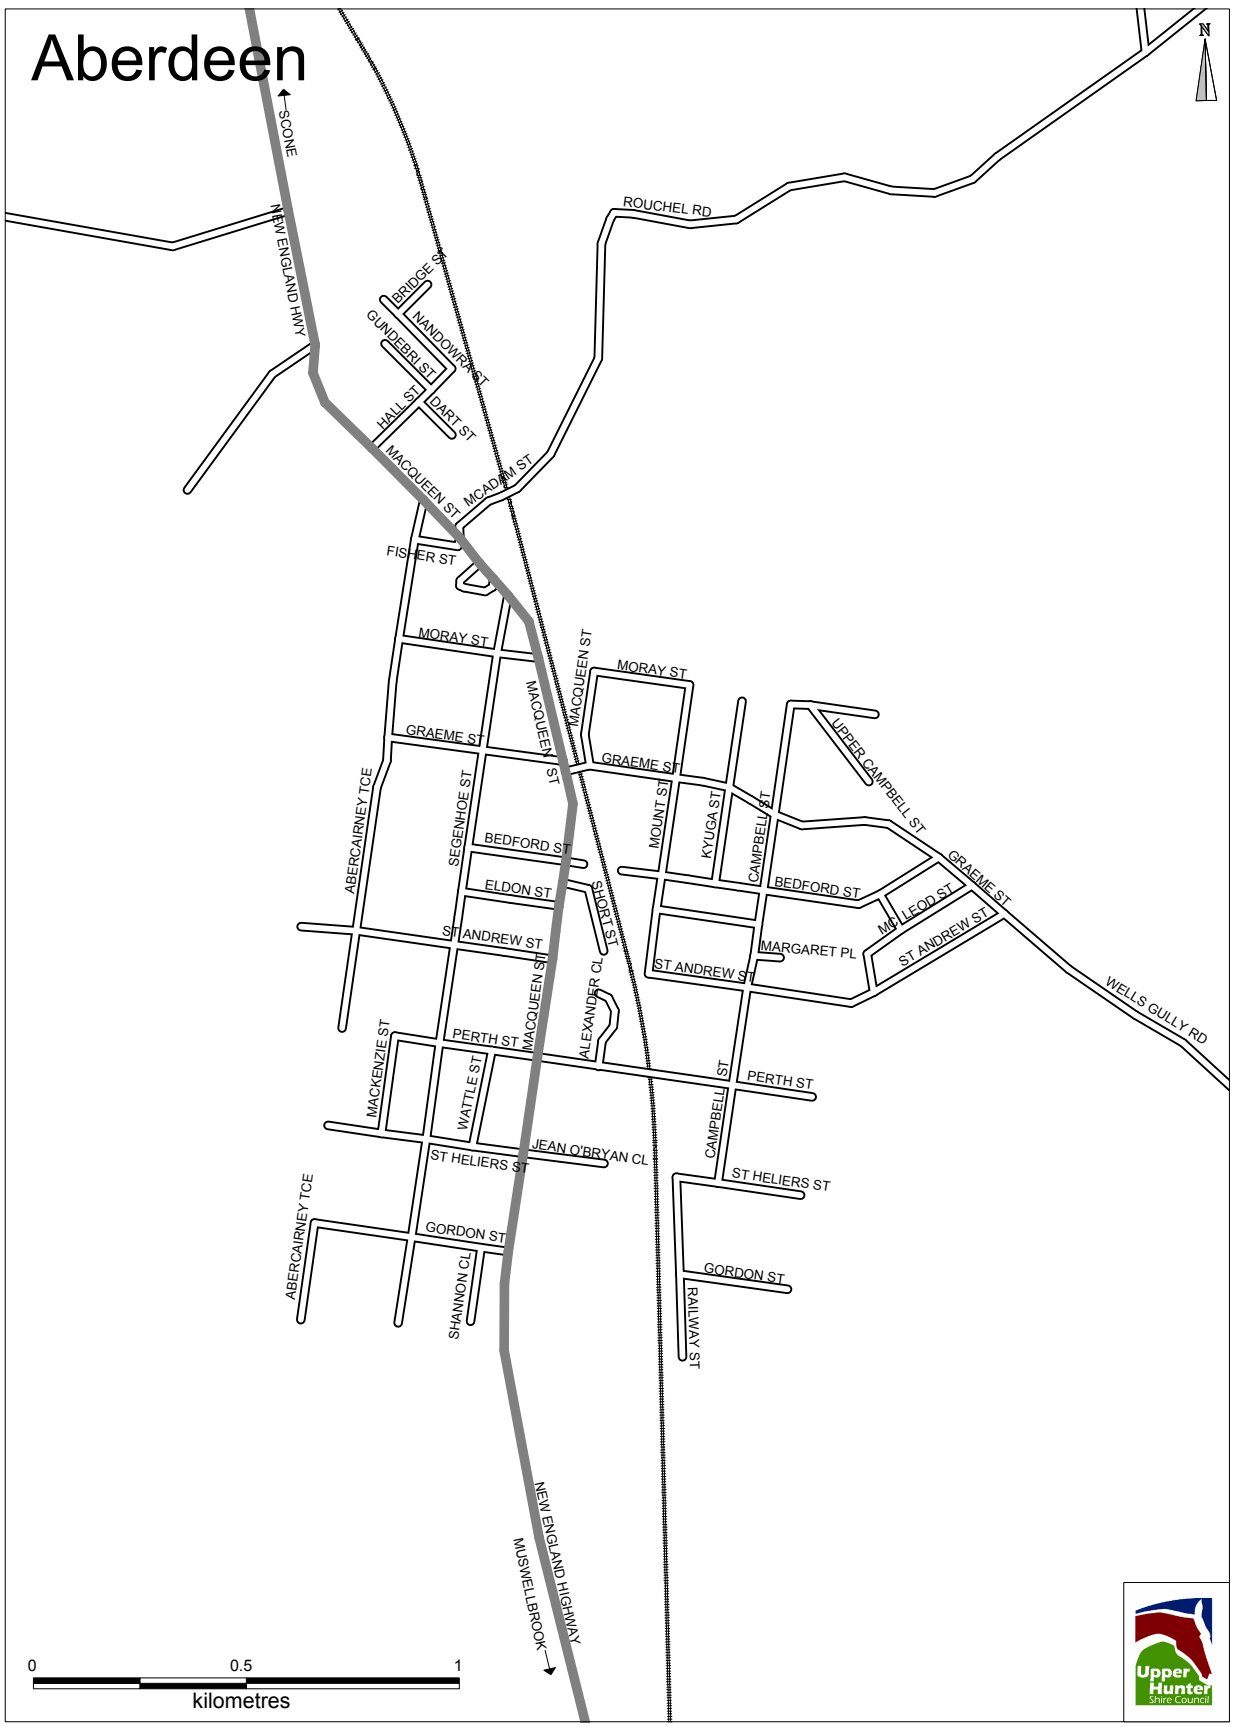 Aberdeen
N
SCONE
ROUCHEL RD
NEW ENGLAND HWY
BRIDGE ST
NANDOWRA ST
GUNDEBRI ST
HALL ST
DART ST
MACQUEEN ST
MCADAM ST
FISHER ST
MORAY ST
MACQUEEN ST
MORAY ST
MACQUEEN ST
GRAEME ST
GRAEME ST
UPPER CAMPBELL ST
ABERCAIRNEY TCE
SEGENHOE ST
MOUNT ST
KYUGA ST
CAMPBELL ST
BEDFORD ST
GRAEME ST
BEDFORD ST
ELDON ST
SHORT ST
MC LEOD ST
ST ANDREW ST
ST ANDREW ST
MARGARET PL
ST ANDREW ST
MACQUEEN ST
ALEXANDER CL
WELLS GULLY RD
MACKENZIE ST
PERTH ST
WATTLE ST
PERTH ST
CAMPBELL ST
JEAN O'BRYAN CL
ST HELIERS ST
ST HELIERS ST
ABERCAIRNEY TCE
GORDON ST
SHANNON CL
GORDON ST
RAILWAY ST
NEW ENGLAND HIGHWAY
MUSWELLBROOK
0 0.5 1
kilometres
Upper
Hunter
Shire Council